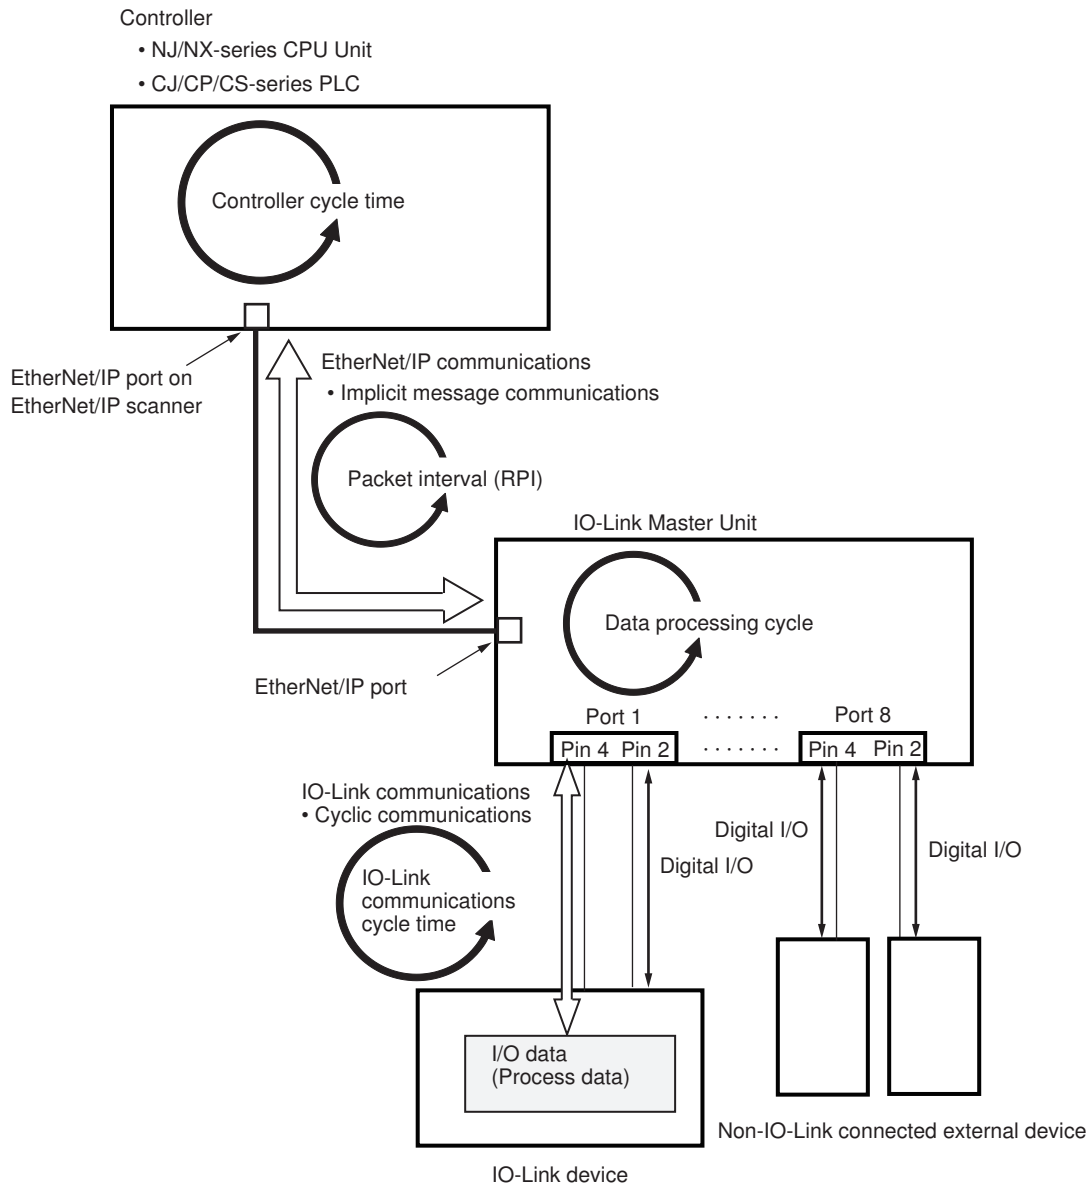 Controller
• NJ/NX-series CPU Unit
• CJ/CP/CS-series PLC
Controller cycle time
EtherNet/IP port on
EtherNet/IP scanner
EtherNet/IP communications
• Implicit message communications
Packet interval (RPI)
IO-Link Master Unit
Data processing cycle
EtherNet/IP port
Port 1 ....... Port 8
Pin 4 Pin 2 ....... Pin 4 Pin 2
IO-Link communications
• Cyclic communications
Digital I/O
Digital I/O
Digital I/O
IO-Link
communications
cycle time
I/O data
(Process data)
Non-IO-Link connected external device
IO-Link device